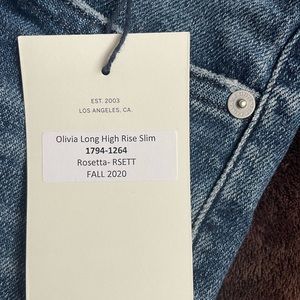 EST. 2003
LOS ANGELES, CA.
Olivia Long High Rise Slim
1794-1264
Rosetta- RSETT
FALL 2020